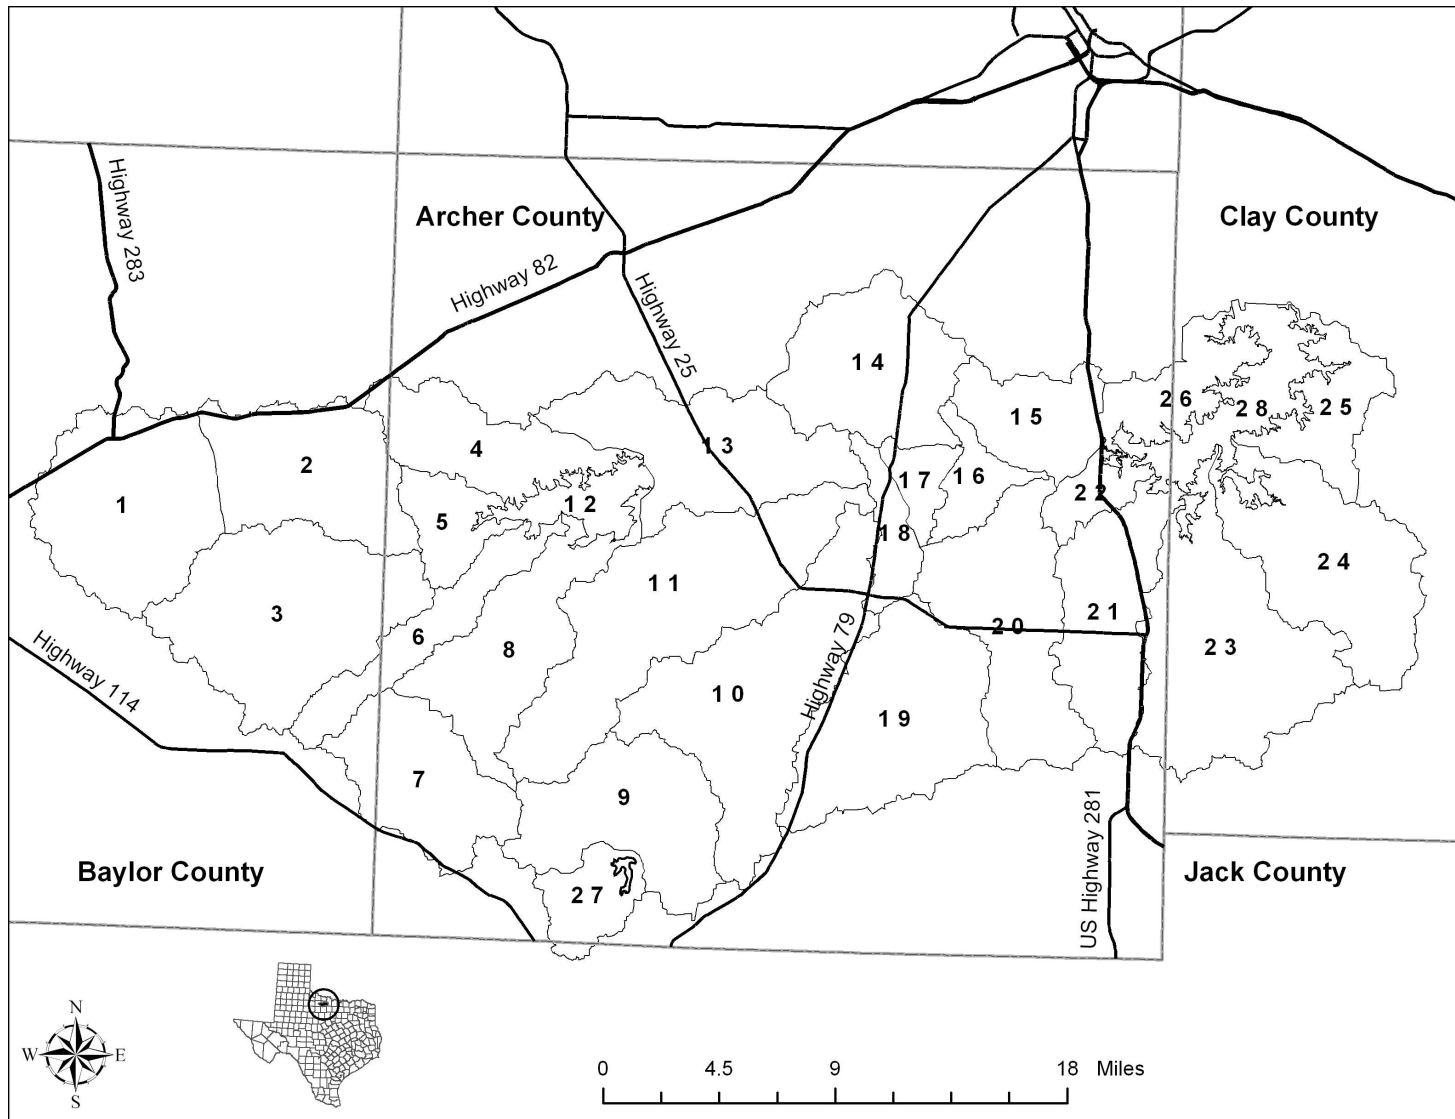 Archer County
Clay County
Highway 283
Highway 82
Highway 25
14
26
28
25
15
13
4
2
17
16
1
5
12
22
18
24
11
3
6
8
21
20
23
Highway 114
10
Highway 79
19
7
9
US Highway 281
Baylor County
27
Jack County
N
W
E
S
0
4.5
9
18
Miles